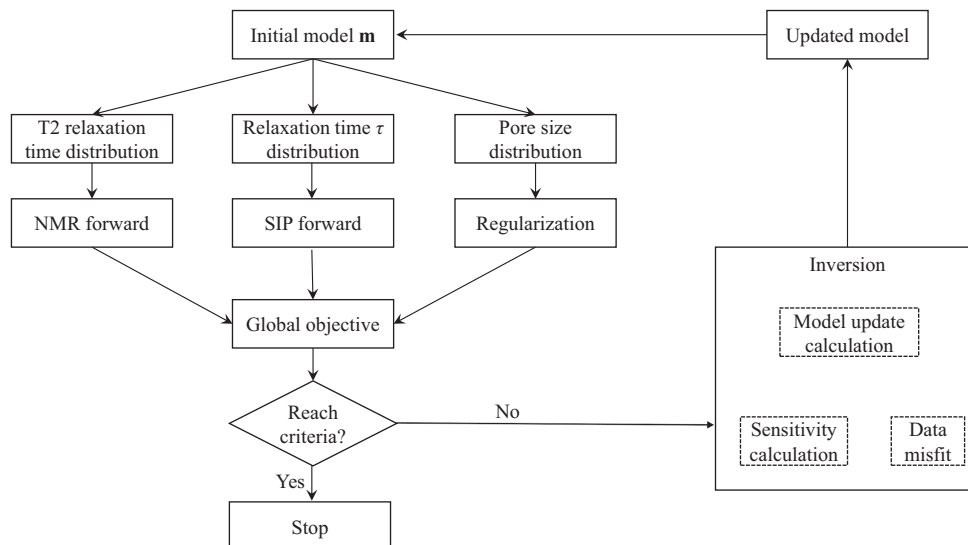 Initial model m
Updated model
T2 relaxation
time distribution
Relaxation time τ
distribution
Pore size
distribution
NMR forward
SIP forward
Regularization
Inversion
Model update
calculation
Global objective
Reach
criteria?
No
Sensitivity
calculation
Data
misfit
Yes
Stop